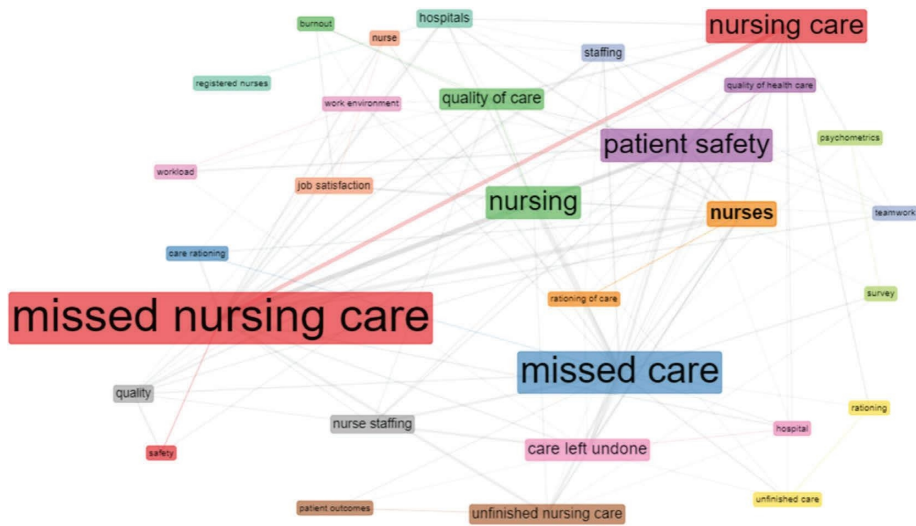 hospitals
burnout
nursing care
nurse
staffing
registered nurses
quality of health care
work environment
quality of care
psychometrics
patient safety
workload
job satisfaction
nursing
nurses
teamwork
care rationing
rationing of care
survey
missed nursing care
missed care
quality
rationing
nurse staffing
hospital
safety
care left undone
unfinished care
patient outcomes
unfinished nursing care